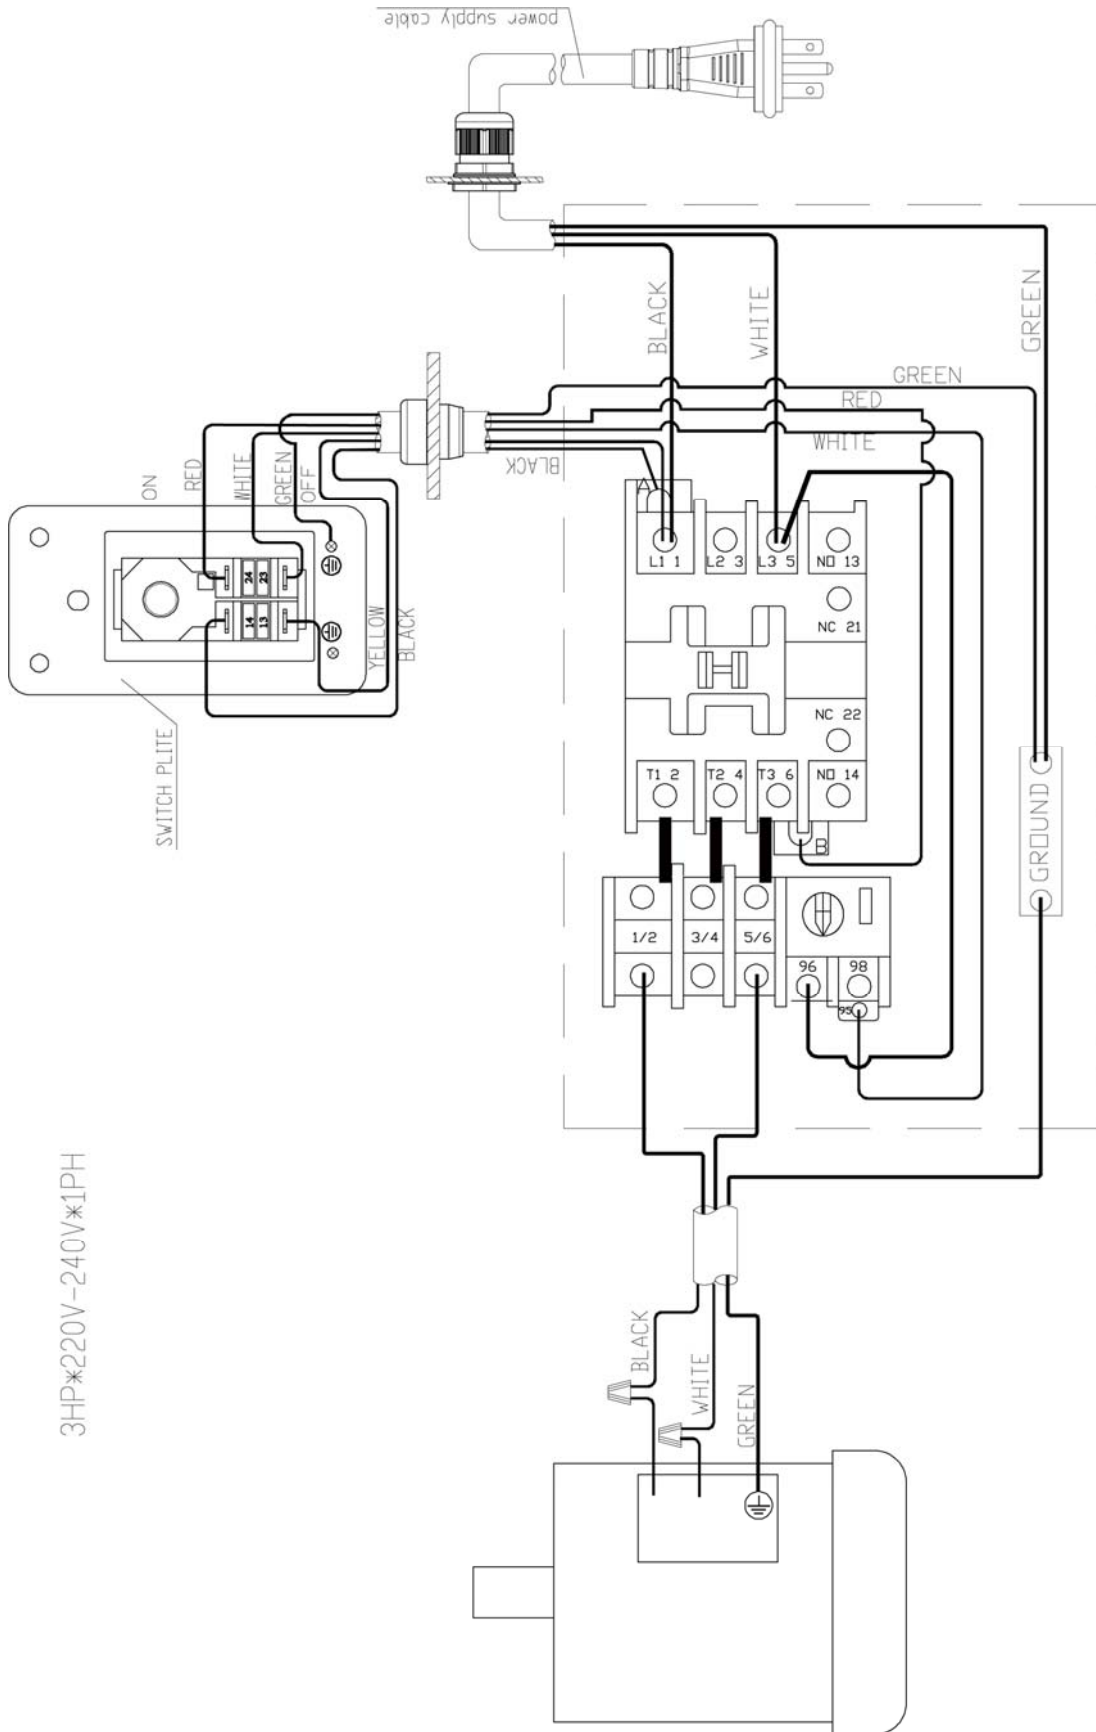 power supply cable
BLACK
WHITE
GREEN
GREEN
RED
WHITE
BLACK
ON
RED
WHITE
GREEN
OFF
24
23
14
13
YELLOW
BLACK
SWITCH PLITE
A
L1 1
L2 3
L3 5
NO 13
NC 21
NC 22
T1 2
T2 4
T3 6
NO 14
B
GROUND
1/2
3/4
5/6
96
98
95
3HP*220V-240V*1PH
BLACK
WHITE
GREEN